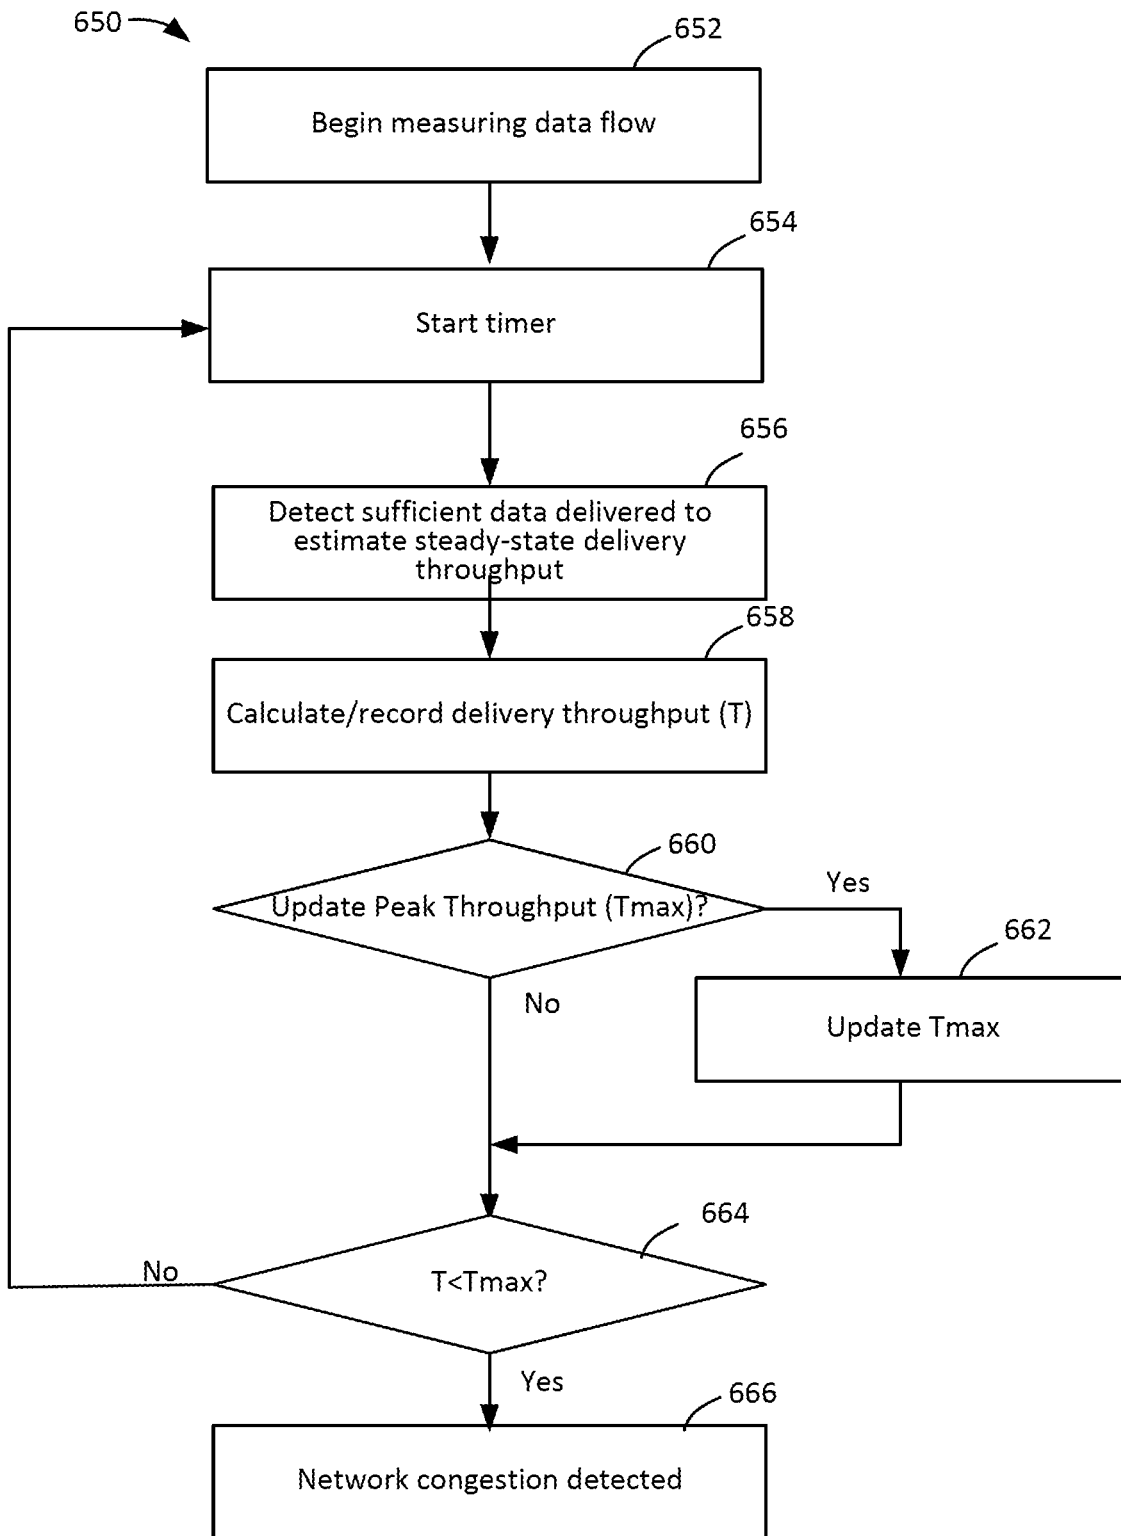 650
652
Begin measuring data flow
654
Start timer
656
Detect sufficient data delivered to
estimate steady-state delivery
throughput
658
Calculate/record delivery throughput (T)
660
Update Peak Throughput (Tmax)?
Yes
662
No
Update Tmax
664
No
T<Tmax?
Yes
666
Network congestion detected